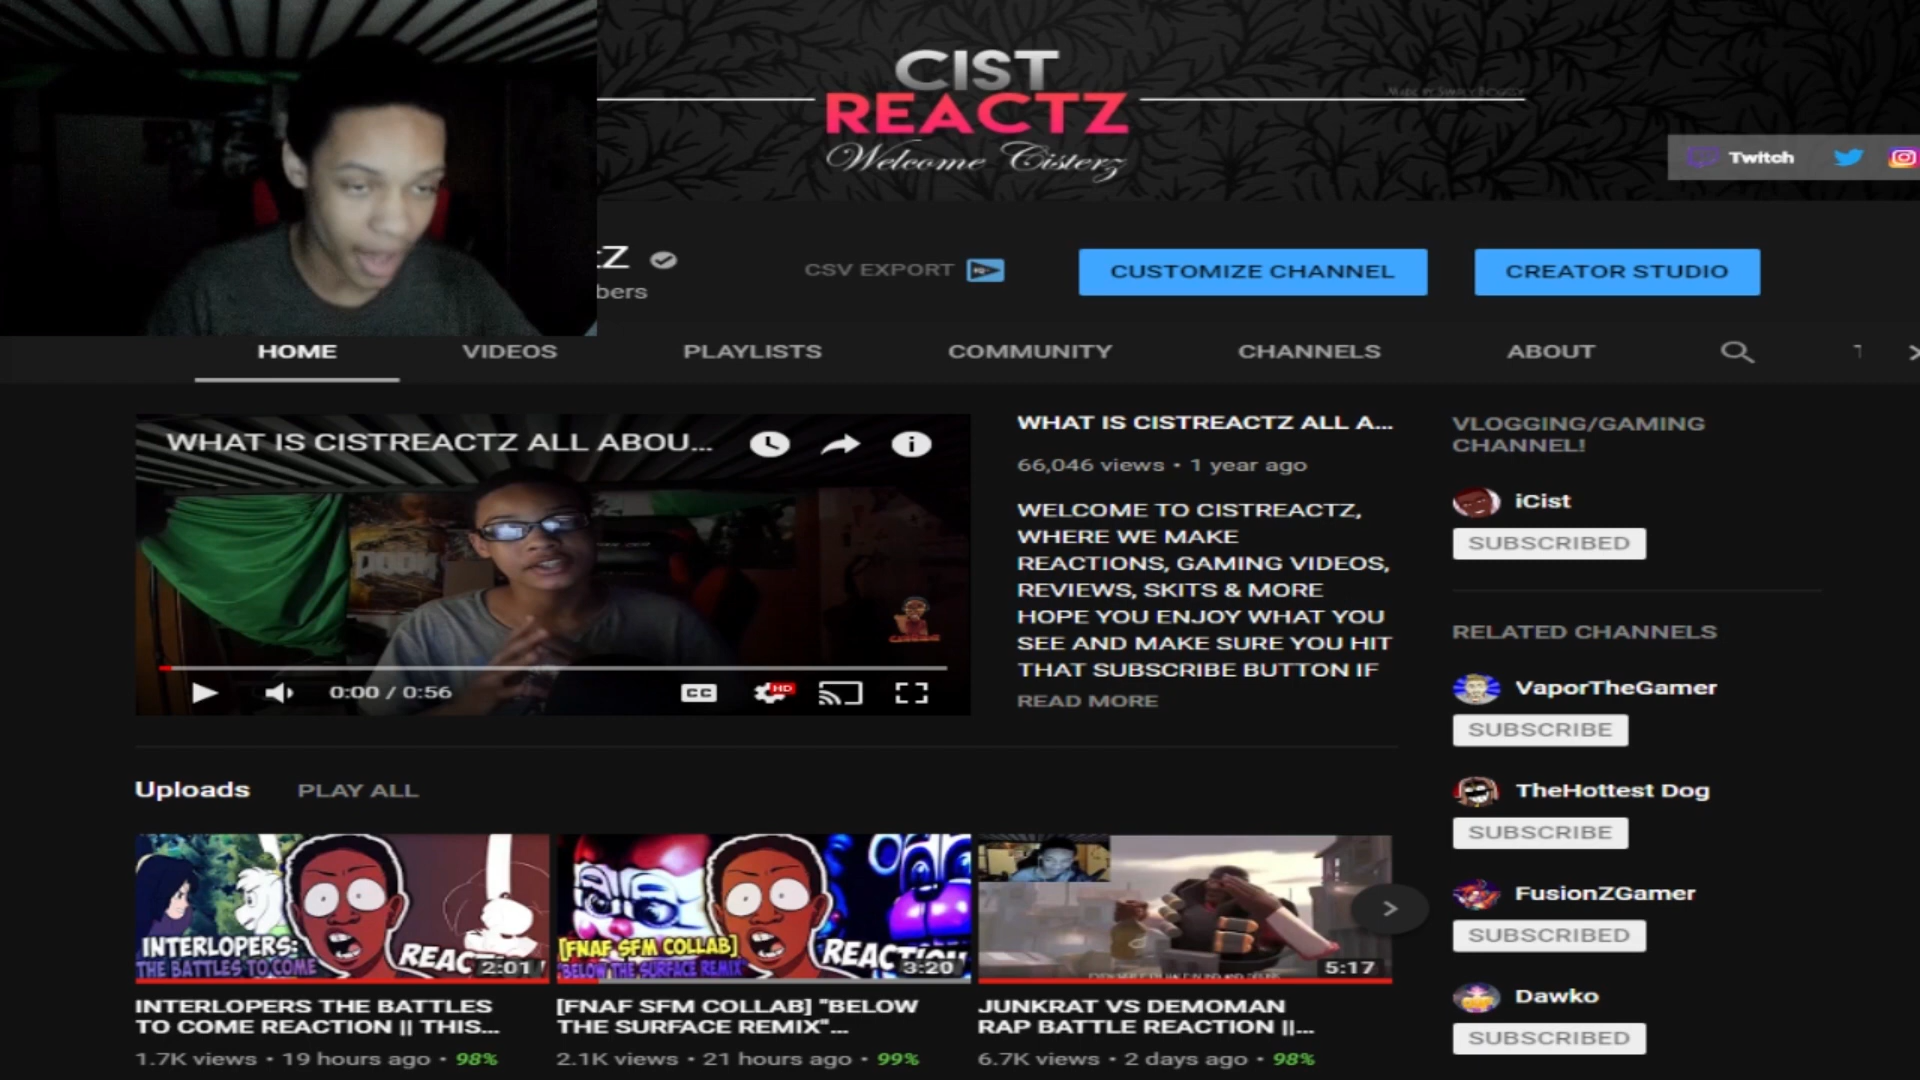 CIST
REACTZ
Welcome Cisterz
MADE BY SWALY BOGGLY
Twitch
tZ
bers
CSV EXPORT
CUSTOMIZE CHANNEL
CREATOR STUDIO
HOME
VIDEOS
PLAYLISTS
COMMUNITY
CHANNELS
ABOUT
WHAT IS CISTREACTZ ALL ABOU...
0:00 / 0:56
CC
HD
WHAT IS CISTREACTZ ALL A...
66,046 views • 1 year ago
WELCOME TO CISTREACTZ,
WHERE WE MAKE
REACTIONS, GAMING VIDEOS,
REVIEWS, SKITS & MORE
HOPE YOU ENJOY WHAT YOU
SEE AND MAKE SURE YOU HIT
THAT SUBSCRIBE BUTTON IF
READ MORE
VLOGGING/GAMING
CHANNEL!
iCist
SUBSCRIBED
RELATED CHANNELS
VaporTheGamer
SUBSCRIBE
TheHottest Dog
SUBSCRIBE
FusionZGamer
SUBSCRIBED
Dawko
SUBSCRIBED
Uploads
PLAY ALL
INTERLOPERS:
THE BATTLES TO COME
REAC
2:01
[FNAF SFM COLLAB]
"BELOW THE SURFACE REMIX"
REACTION
3:20
5:17
INTERLOPERS THE BATTLES
TO COME REACTION || THIS...
1.7K views • 19 hours ago • 98%
[FNAF SFM COLLAB] "BELOW
THE SURFACE REMIX"...
2.1K views • 21 hours ago • 99%
JUNKRAT VS DEMOMAN
RAP BATTLE REACTION ||...
6.7K views • 2 days ago • 98%